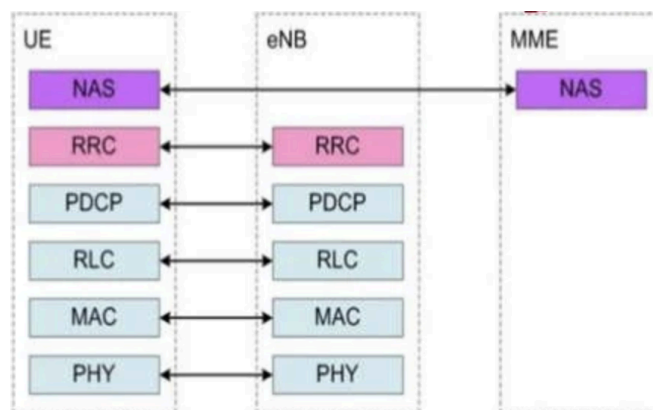 UE eNB MME
NAS NAS
RRC RRC
PDCP PDCP
RLC RLC
MAC MAC
PHY PHY